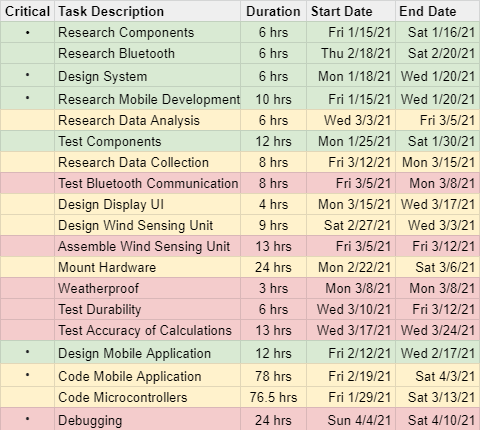 Critical Task Description Duration Start Date End Date
• Research Components 6 hrs Fri 1/15/21 Sat 1/16/21
Research Bluetooth 6 hrs Thu 2/18/21 Sat 2/20/21
• Design System 6 hrs Mon 1/18/21 Wed 1/20/21
• Research Mobile Development 10 hrs Fri 1/15/21 Wed 1/20/21
Research Data Analysis 6 hrs Wed 3/3/21 Fri 3/5/21
Test Components 12 hrs Mon 1/25/21 Sat 1/30/21
Research Data Collection 8 hrs Fri 3/12/21 Mon 3/15/21
Test Bluetooth Communication 8 hrs Fri 3/5/21 Mon 3/8/21
Design Display UI 4 hrs Mon 3/15/21 Wed 3/17/21
Design Wind Sensing Unit 9 hrs Sat 2/27/21 Wed 3/3/21
Assemble Wind Sensing Unit 13 hrs Fri 3/5/21 Fri 3/12/21
Mount Hardware 24 hrs Mon 2/22/21 Sat 3/6/21
Weatherproof 3 hrs Mon 3/8/21 Mon 3/8/21
Test Durability 6 hrs Wed 3/10/21 Fri 3/12/21
Test Accuracy of Calculations 13 hrs Wed 3/17/21 Wed 3/24/21
• Design Mobile Application 12 hrs Fri 2/12/21 Wed 2/17/21
• Code Mobile Application 78 hrs Fri 2/19/21 Sat 4/3/21
Code Microcontrollers 76.5 hrs Fri 1/29/21 Sat 3/13/21
• Debugging 24 hrs Sun 4/4/21 Sat 4/10/21